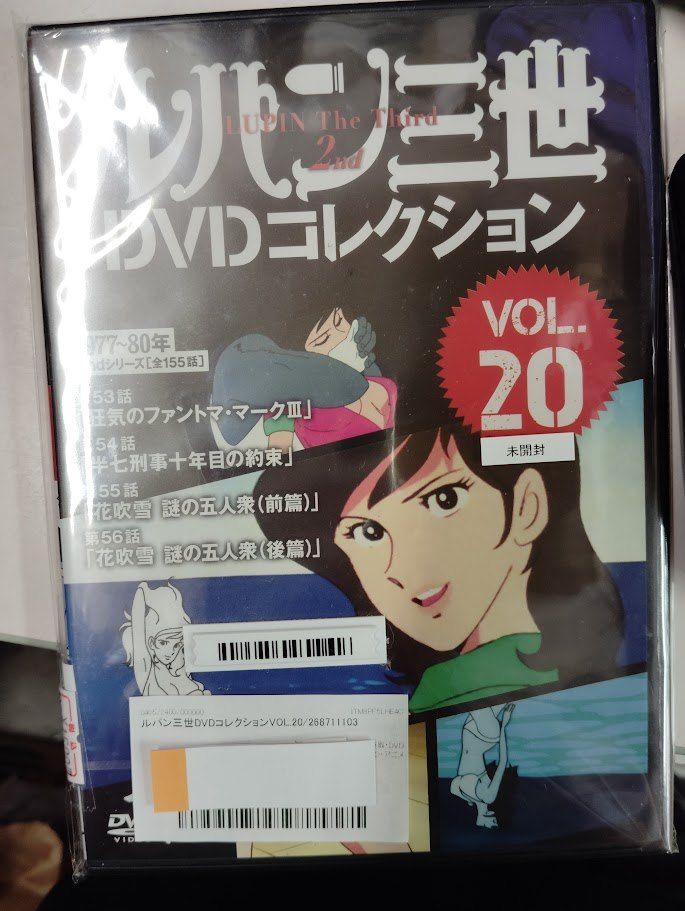 ルパン三世
LUPIN The Third
2nd
DVDコレクション
VOL.
20
未開封
977~80年
ndシリーズ[全155話]
53話
狂気のファントマ・マークⅢ」
54話
半七刑事十年目の約束」
55話
「花吹雪 謎の五人衆(前篇)」
第56話
「花吹雪 謎の五人衆(後篇)」
ルパン三世DVDコレクションVOL.20/268711103
・DVD
・アニメ
DVD
VIDEO